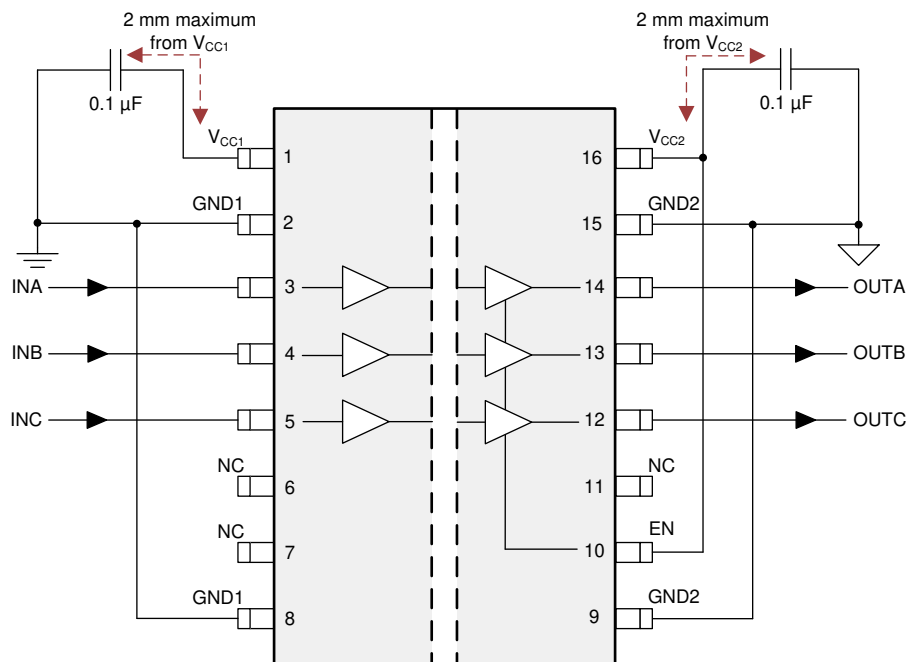 2 mm maximum
from VCC1
2 mm maximum
from VCC2
0.1 µF
0.1 µF
VCC1
1
16
VCC2
GND1
2
15
GND2
INA
3
14
OUTA
INB
4
13
OUTB
INC
5
12
OUTC
NC
6
11
NC
NC
7
10
EN
GND1
8
9
GND2